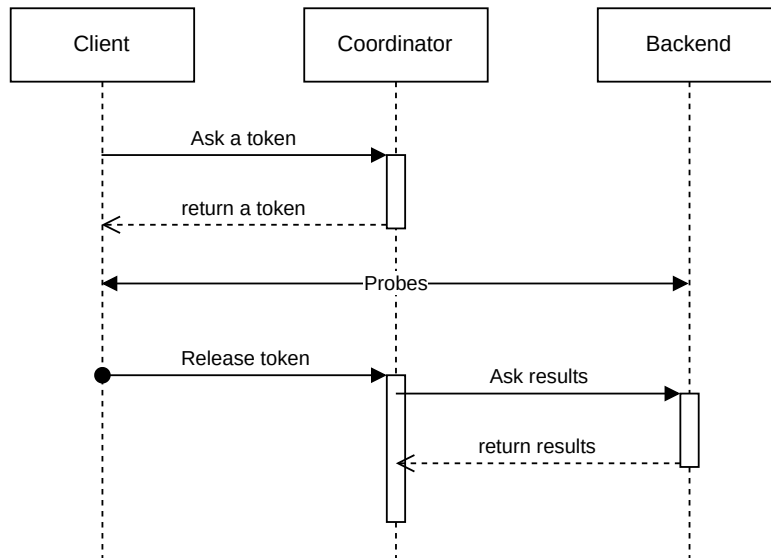 Client
Coordinator
Backend
Ask a token
return a token
Probes
Release token
Ask results
return results